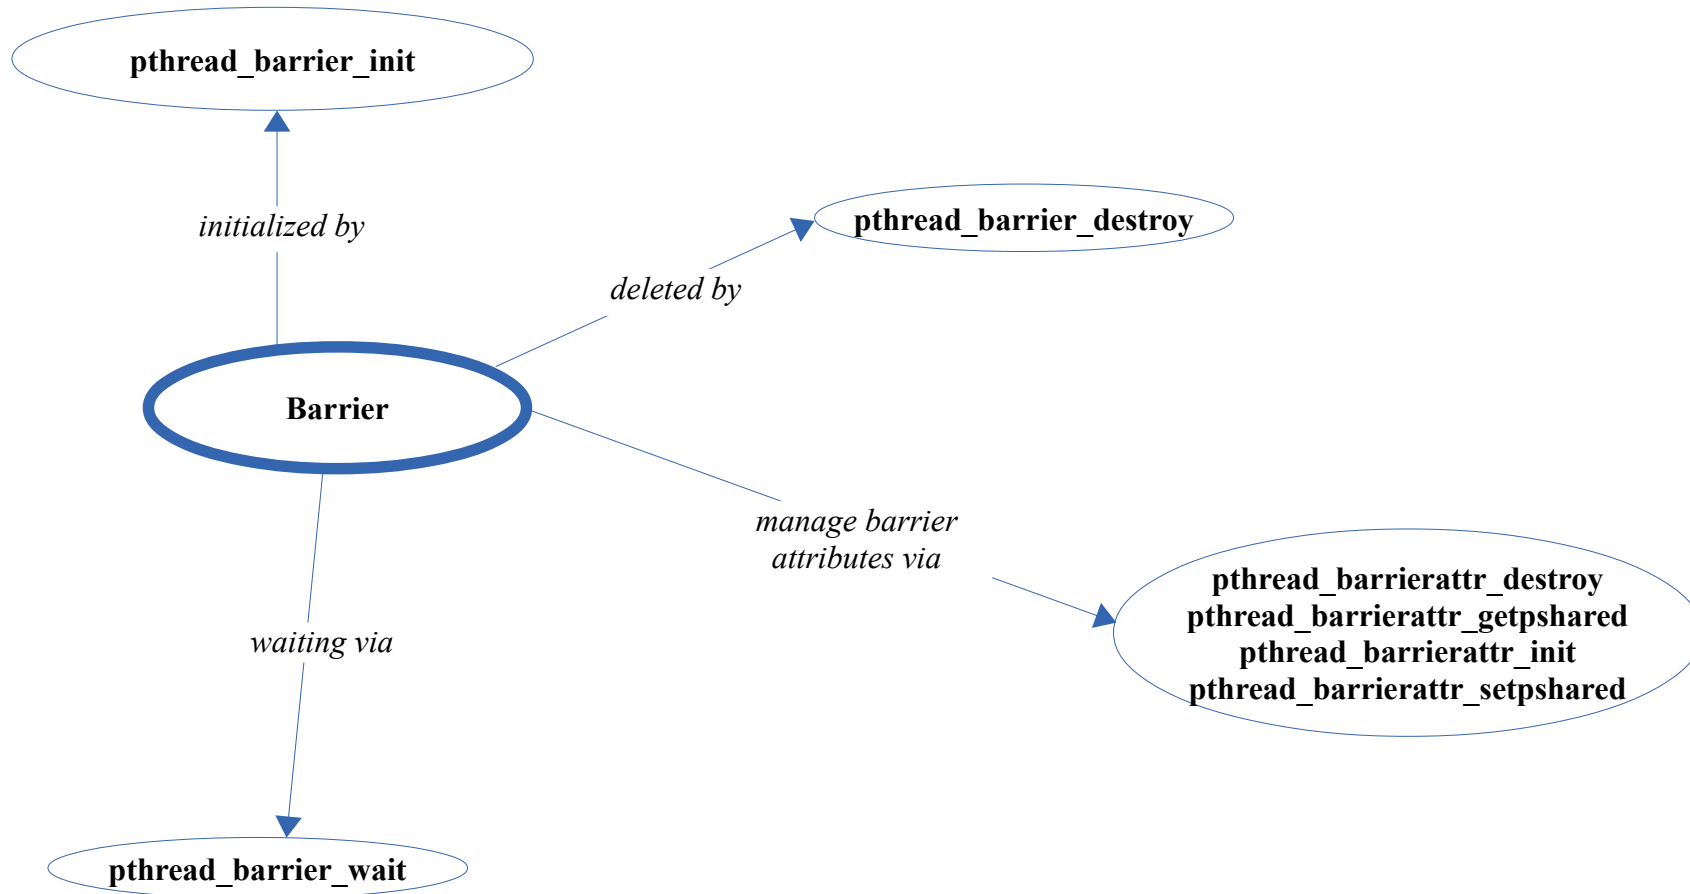 pthread_barrier_init
initialized by
pthread_barrier_destroy
deleted by
Barrier
manage barrier
attributes via
pthread_barrierattr_destroy
pthread_barrierattr_getpshared
pthread_barrierattr_init
pthread_barrierattr_setpshared
waiting via
pthread_barrier_wait